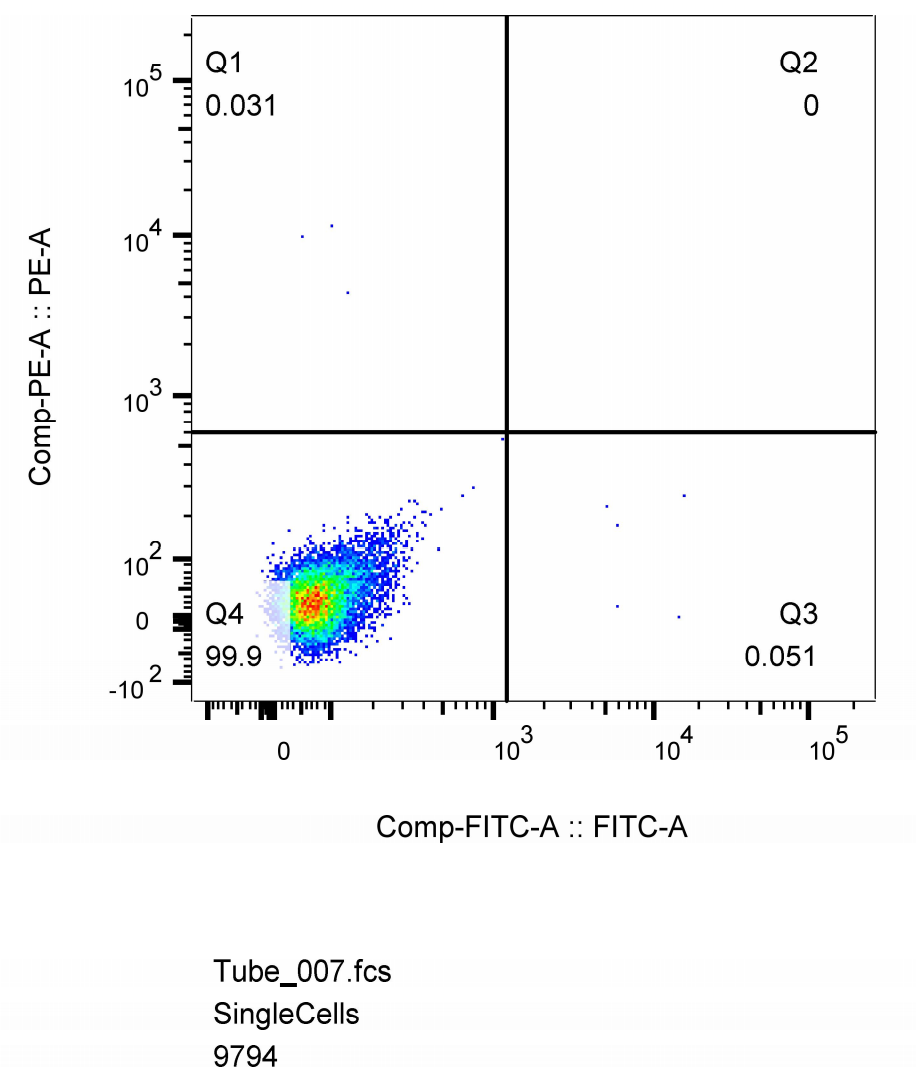 Q1
0.031
Q2
0
10^5
10^4
10^3
10^2
0
-10^2
Comp-PE-A :: PE-A
Q4
99.9
Q3
0.051
0
10^3
10^4
10^5
Comp-FITC-A :: FITC-A
Tube_007.fcs
SingleCells
9794